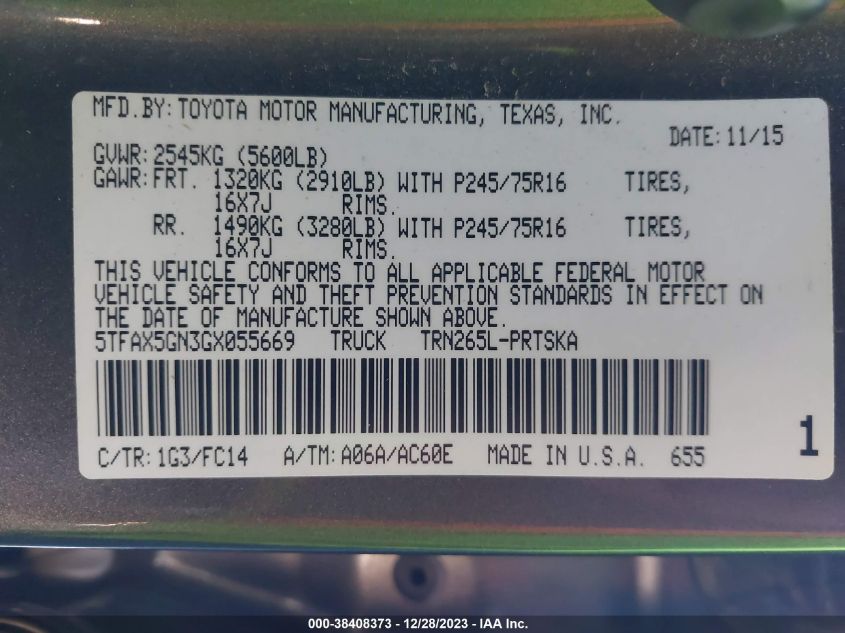 MFD.BY: TOYOTA MOTOR MANUFACTURING, TEXAS, INC.
DATE: 11/15
GVWR: 2545KG (5600LB)
GAWR: FRT. 1320KG (2910LB) WITH P245/75R16 TIRES,
16X7J RIMS.
RR. 1490KG (3280LB) WITH P245/75R16 TIRES,
16X7J RIMS.
THIS VEHICLE CONFORMS TO ALL APPLICABLE FEDERAL MOTOR
VEHICLE SAFETY AND THEFT PREVENTION STANDARDS IN EFFECT ON
THE DATE OF MANUFACTURE SHOWN ABOVE.
5TFAX5GN3GX055669 TRUCK TRN265L-PRTSKA
C/TR: 1G3/FC14 A/TM: A06A/AC60E MADE IN U.S.A. 655
1
000-38408373 - 12/28/2023 - IAA Inc.